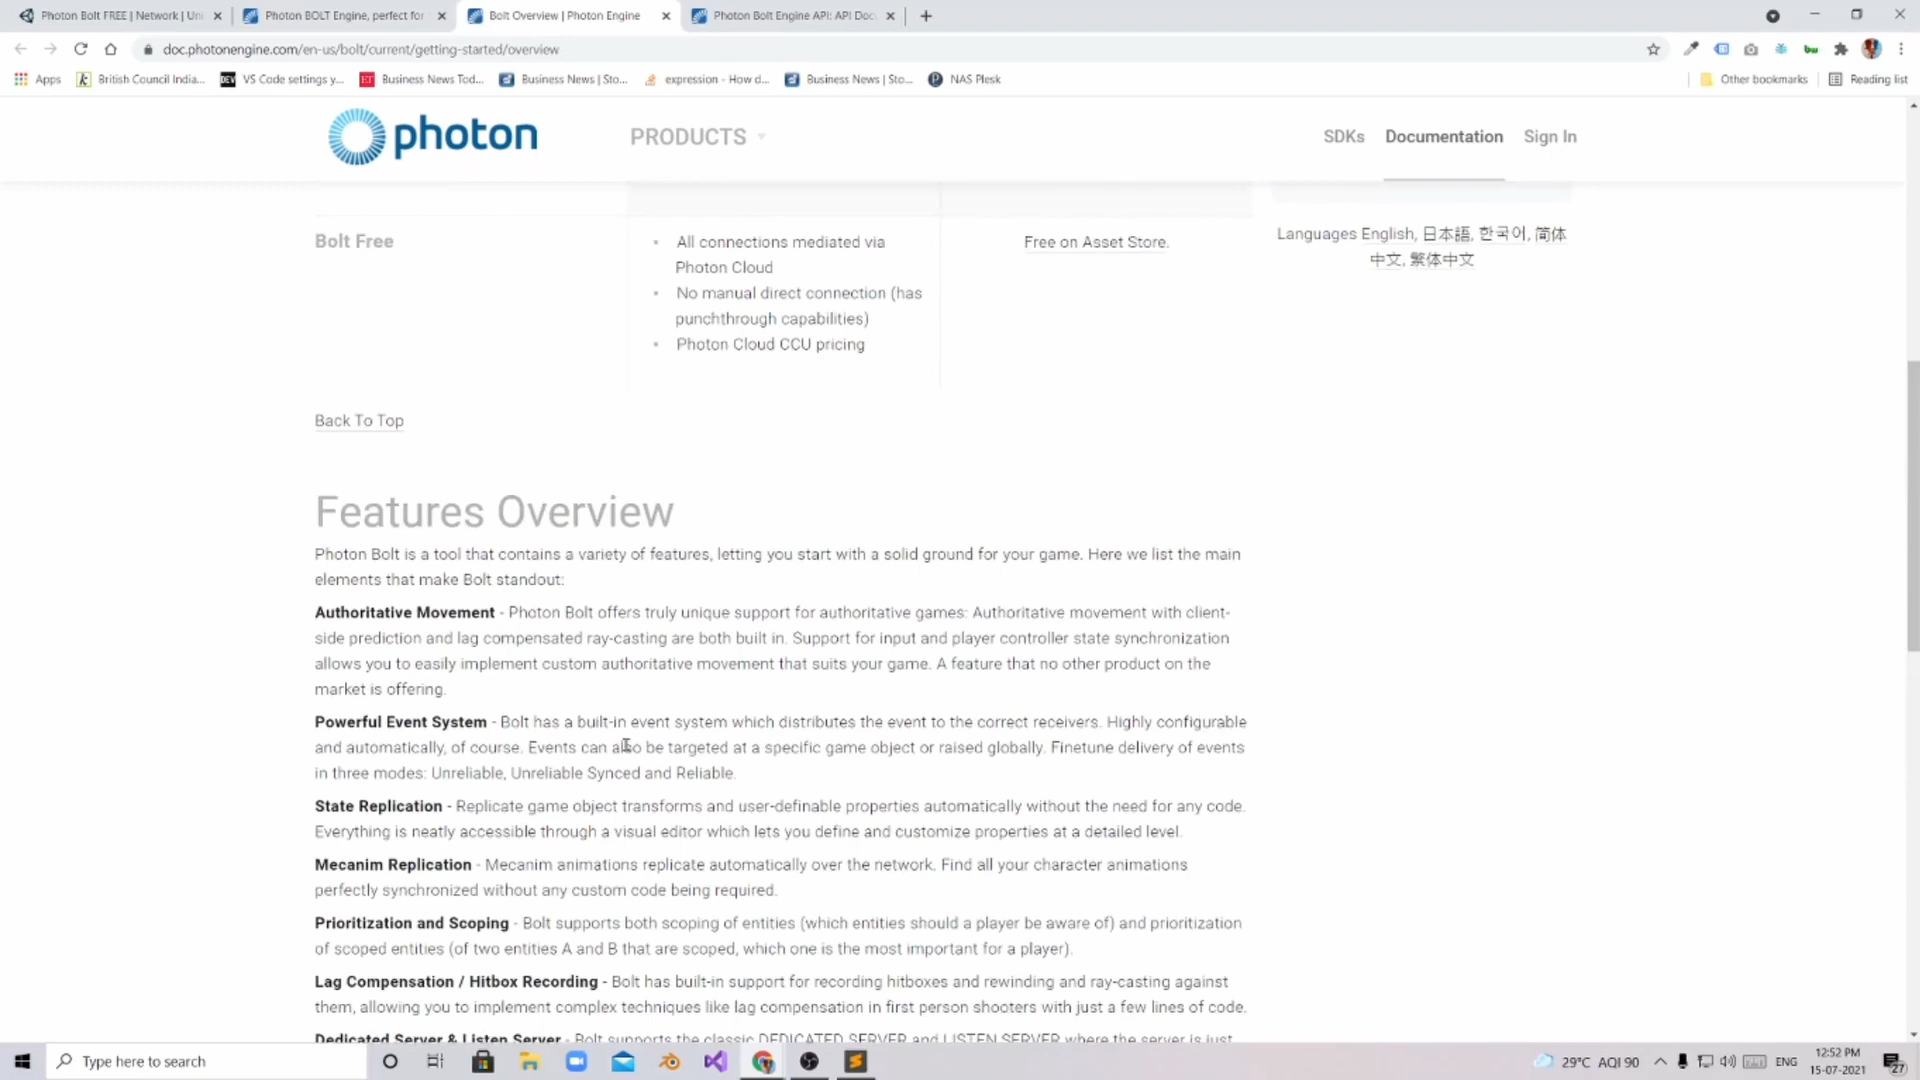 Photon Bolt FREE | Network | Uni
Photon BOLT Engine, perfect for
Bolt Overview | Photon Engine
Photon Bolt Engine API: API Doc
doc.photonengine.com/en-us/bolt/current/getting-started/overview
Apps
British Council India...
VS Code settings y...
Business News Tod...
Business News | Sto...
expression - How d...
Business News | Sto...
NAS Plesk
Other bookmarks
Reading list
photon
PRODUCTS
SDKs
Documentation
Sign In
Bolt Free
• All connections mediated via
Photon Cloud
• No manual direct connection (has
punchthrough capabilities)
• Photon Cloud CCU pricing
Free on Asset Store.
Languages English, 日本語, 한국어, 简体
中文, 繁体中文
Back To Top
Features Overview
Photon Bolt is a tool that contains a variety of features, letting you start with a solid ground for your game. Here we list the main
elements that make Bolt standout:
Authoritative Movement - Photon Bolt offers truly unique support for authoritative games: Authoritative movement with client-
side prediction and lag compensated ray-casting are both built in. Support for input and player controller state synchronization
allows you to easily implement custom authoritative movement that suits your game. A feature that no other product on the
market is offering.
Powerful Event System - Bolt has a built-in event system which distributes the event to the correct receivers. Highly configurable
and automatically, of course. Events can also be targeted at a specific game object or raised globally. Finetune delivery of events
in three modes: Unreliable, Unreliable Synced and Reliable.
State Replication - Replicate game object transforms and user-definable properties automatically without the need for any code.
Everything is neatly accessible through a visual editor which lets you define and customize properties at a detailed level.
Mecanim Replication - Mecanim animations replicate automatically over the network. Find all your character animations
perfectly synchronized without any custom code being required.
Prioritization and Scoping - Bolt supports both scoping of entities (which entities should a player be aware of) and prioritization
of scoped entities (of two entities A and B that are scoped, which one is the most important for a player).
Lag Compensation / Hitbox Recording - Bolt has built-in support for recording hitboxes and rewinding and ray-casting against
them, allowing you to implement complex techniques like lag compensation in first person shooters with just a few lines of code.
Dedicated Server & Listen Server - Bolt supports the classic DEDICATED SERVER and LISTEN SERVER where the server is just
Type here to search
29°C AQI 90
ENG
12:52 PM
15-07-2021
27